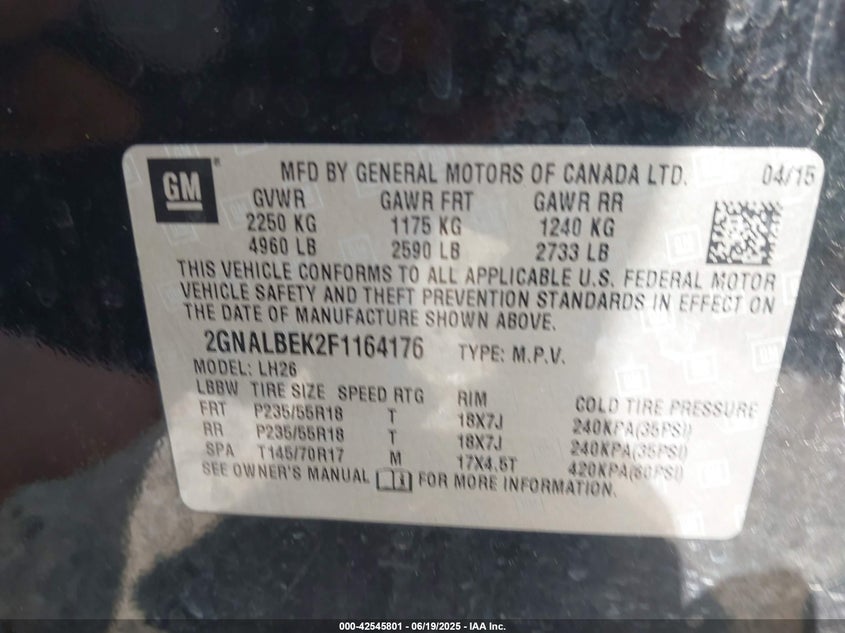 GM ® MFD BY GENERAL MOTORS OF CANADA LTD. 04/15
GVWR GAWR FRT GAWR RR
2250 KG 1175 KG 1240 KG
4960 LB 2590 LB 2733 LB
THIS VEHICLE CONFORMS TO ALL APPLICABLE U.S. FEDERAL MOTOR
VEHICLE SAFETY AND THEFT PREVENTION STANDARDS IN EFFECT ON
THE DATE OF MANUFACTURE SHOWN ABOVE.
2GNALBEK2F1164176 TYPE: M.P.V.
MODEL: LH26
LBBW TIRE SIZE SPEED RTG RIM COLD TIRE PRESSURE
FRT P235/55R18 T 18X7J 240KPA(35PSI)
RR P235/55R18 T 18X7J 240KPA(35PSI)
SPA T145/70R17 M 17X4.5T 420KPA(60PSI)
SEE OWNER'S MANUAL FOR MORE INFORMATION.
000-42545801 - 06/19/2025 - IAA Inc.